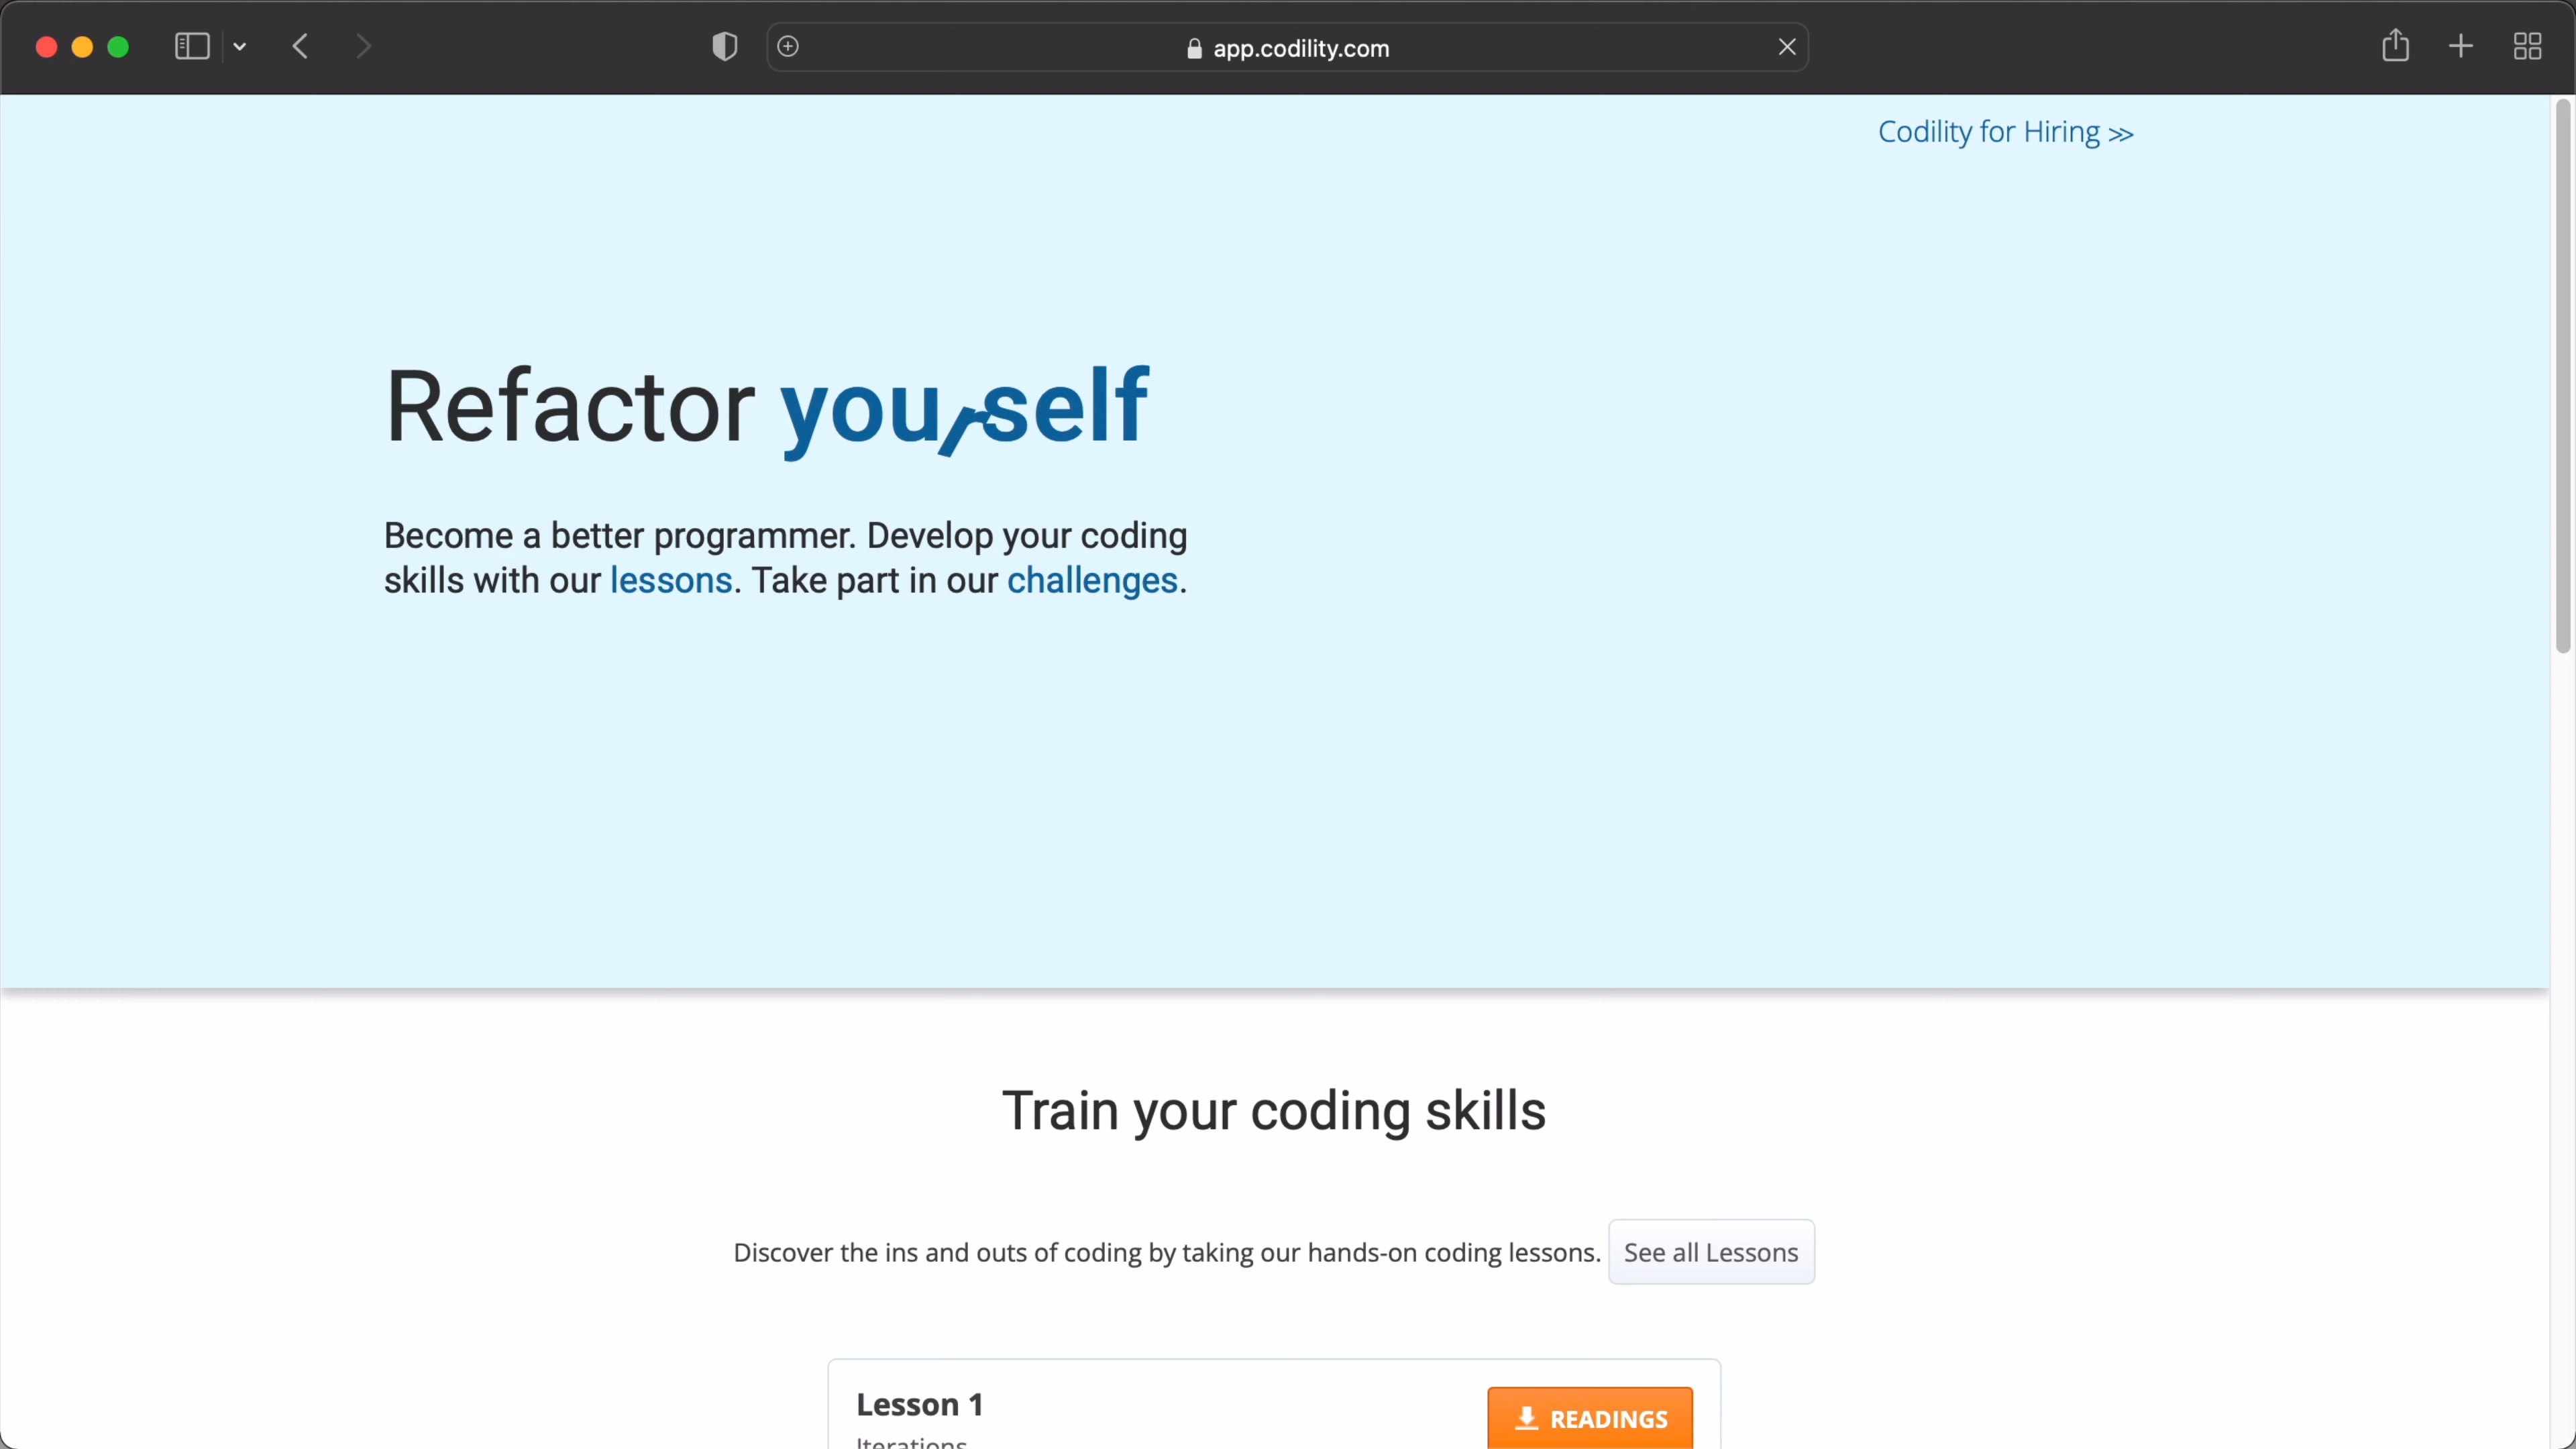 app.codility.com
Codility for Hiring >>
Refactor yourself
Become a better programmer. Develop your coding
skills with our lessons. Take part in our challenges.
Train your coding skills
Discover the ins and outs of coding by taking our hands-on coding lessons. See all Lessons
Lesson 1
READINGS
Iterations